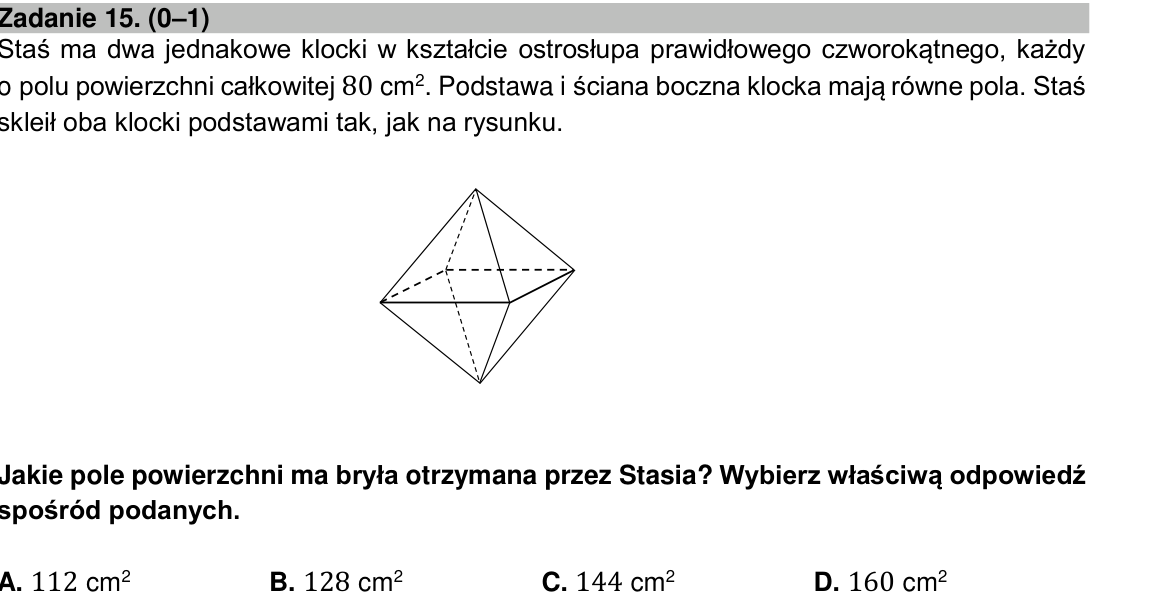 Zadanie 15. (0–1)
Staś ma dwa jednakowe klocki w kształcie ostrosłupa prawidłowego czworokątnego, każdy
o polu powierzchni całkowitej 80 cm². Podstawa i ściana boczna klocka mają równe pola. Staś
skleił oba klocki podstawami tak, jak na rysunku.
Jakie pole powierzchni ma bryła otrzymana przez Stasia? Wybierz właściwą odpowiedź
spośród podanych.
A. 112 cm² B. 128 cm² C. 144 cm² D. 160 cm²